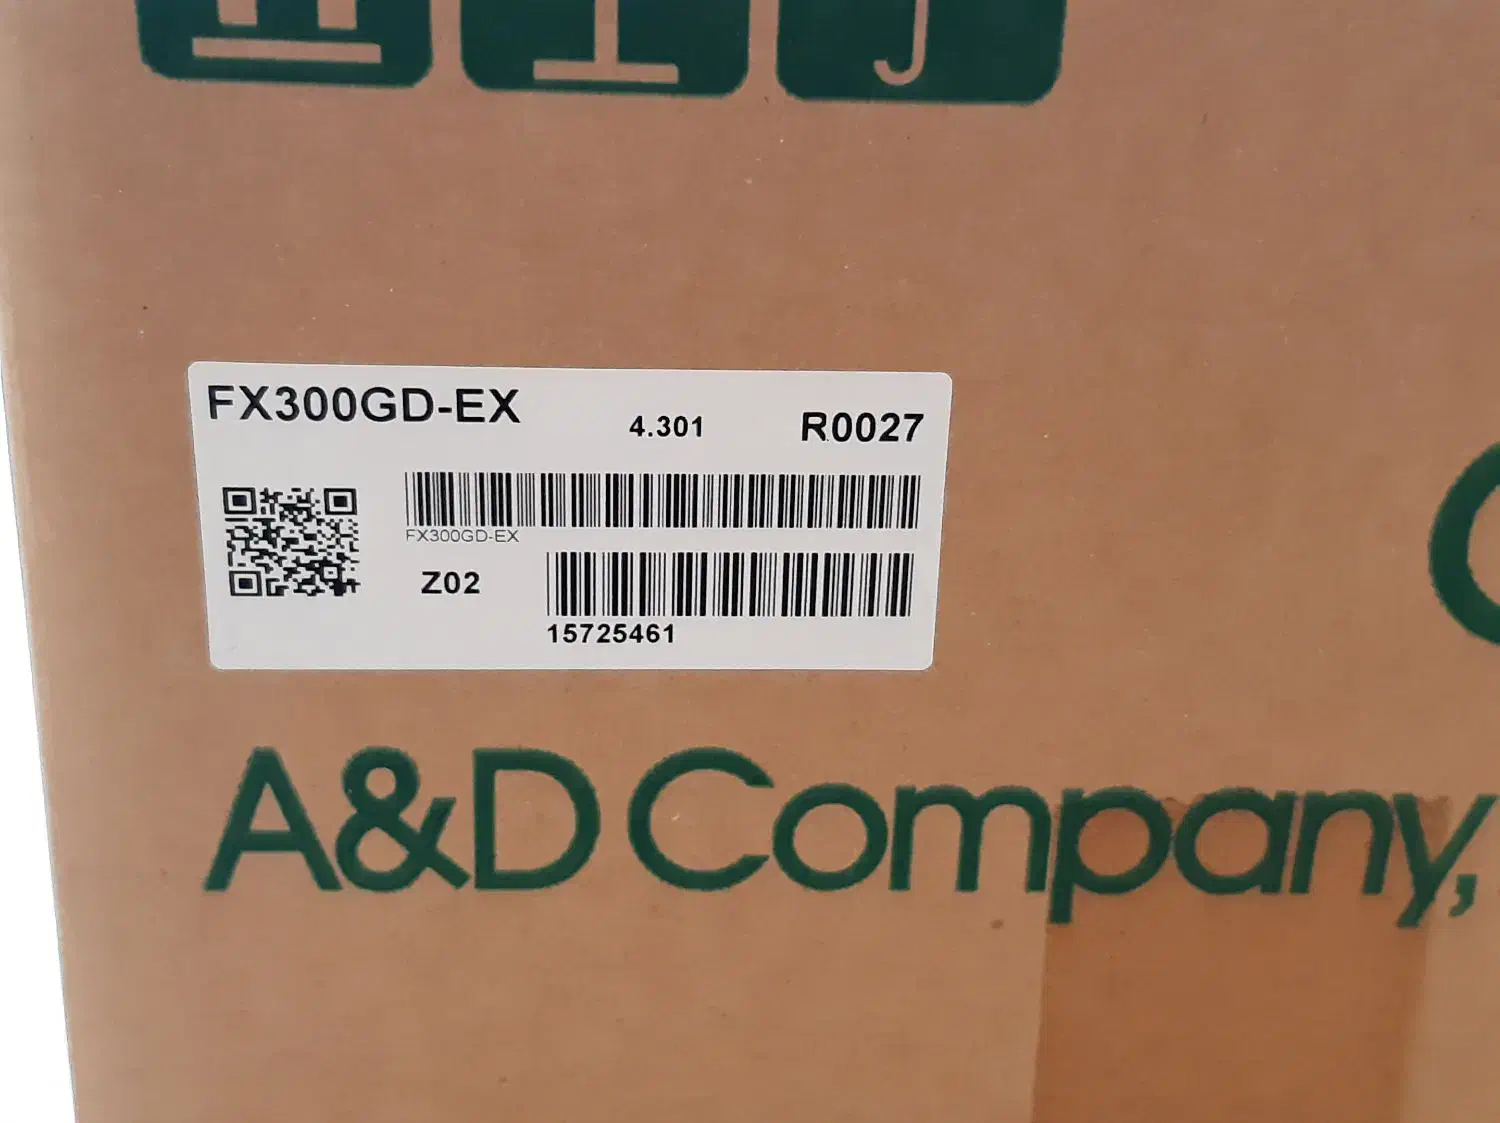 FX300GD-EX 4.301 R0027
FX300GD-EX
Z02
15725461
A&D Company,